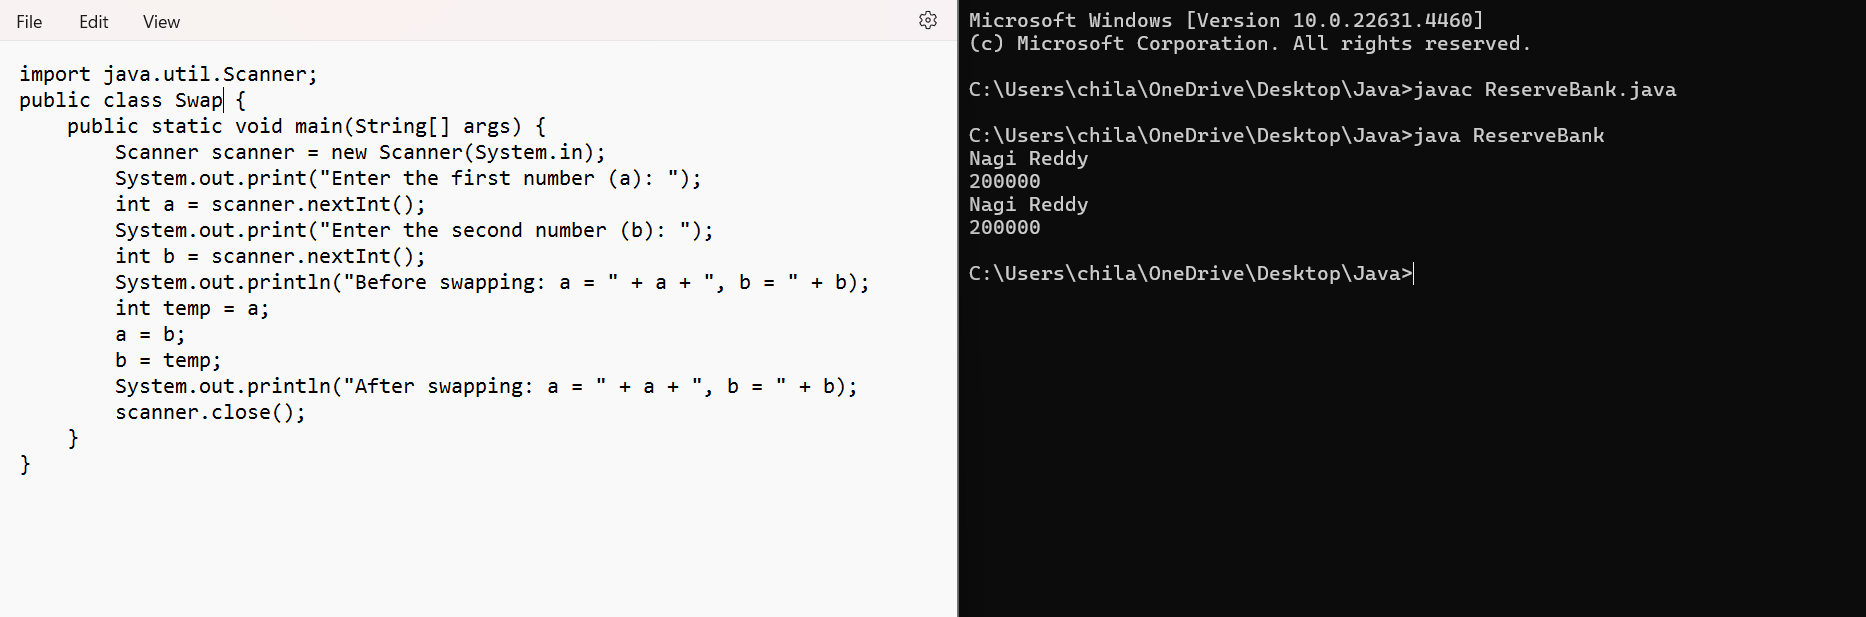 File Edit View
import java.util.Scanner;
public class Swap {
    public static void main(String[] args) {
        Scanner scanner = new Scanner(System.in);
        System.out.print("Enter the first number (a): ");
        int a = scanner.nextInt();
        System.out.print("Enter the second number (b): ");
        int b = scanner.nextInt();
        System.out.println("Before swapping: a = " + a + ", b = " + b);
        int temp = a;
        a = b;
        b = temp;
        System.out.println("After swapping: a = " + a + ", b = " + b);
        scanner.close();
    }
}
Microsoft Windows [Version 10.0.22631.4460]
(c) Microsoft Corporation. All rights reserved.
C:\Users\chila\OneDrive\Desktop\Java>javac ReserveBank.java
C:\Users\chila\OneDrive\Desktop\Java>java ReserveBank
Nagi Reddy
200000
Nagi Reddy
200000
C:\Users\chila\OneDrive\Desktop\Java>